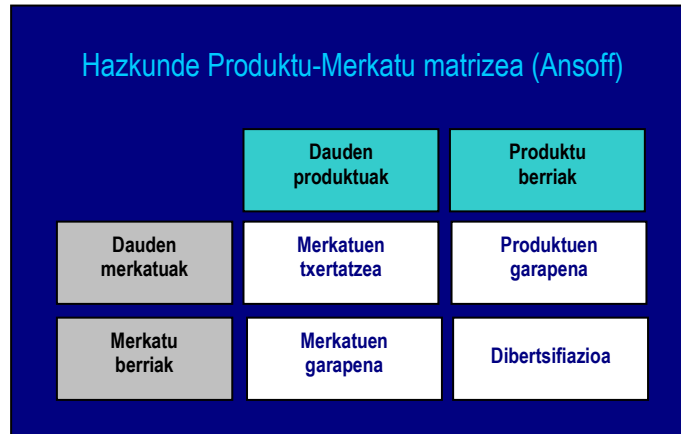 Hazkunde Produktu-Merkatu matrizea (Ansoff)
Dauden
produktuak
Produktu
berriak
Dauden
merkatuak
Merkatuen
txertatzea
Produktuen
garapena
Merkatu
berriak
Merkatuen
garapena
Dibertsifiazioa